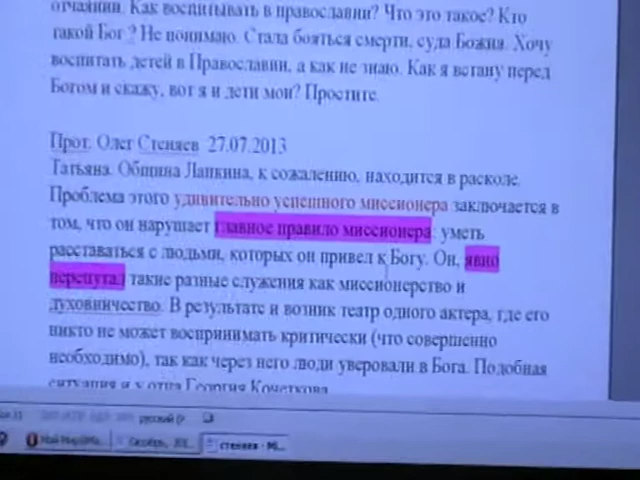 отчаянии. Как воспитывать в православии? Что это такое? Кто
такой Бог ? Не понимаю. Стала бояться смерти, суда Божия. Хочу
воспитать детей в Православии, а как не знаю. Как я встану перед
Богом и скажу, вот я и дети мои? Простите.
Прот. Олег Стеняев 27.07.2013
Татьяна. Община Лапкина, к сожалению, находится в расколе.
Проблема этого удивительно успешного миссионера заключается в
том, что он нарушает главное правило миссионера: уметь
расставаться с людьми, которых он привел к Богу. Он, явно
перепутал такие разные служения как миссионерство и
духовничество. В результате и возник театр одного актера, где его
никто не может воспринимать критически (что совершенно
необходимо), так как через него люди уверовали в Бога. Подобная
ситуация и у отца Георгия Кочеткова
русский (Р
стеняев - Mi...